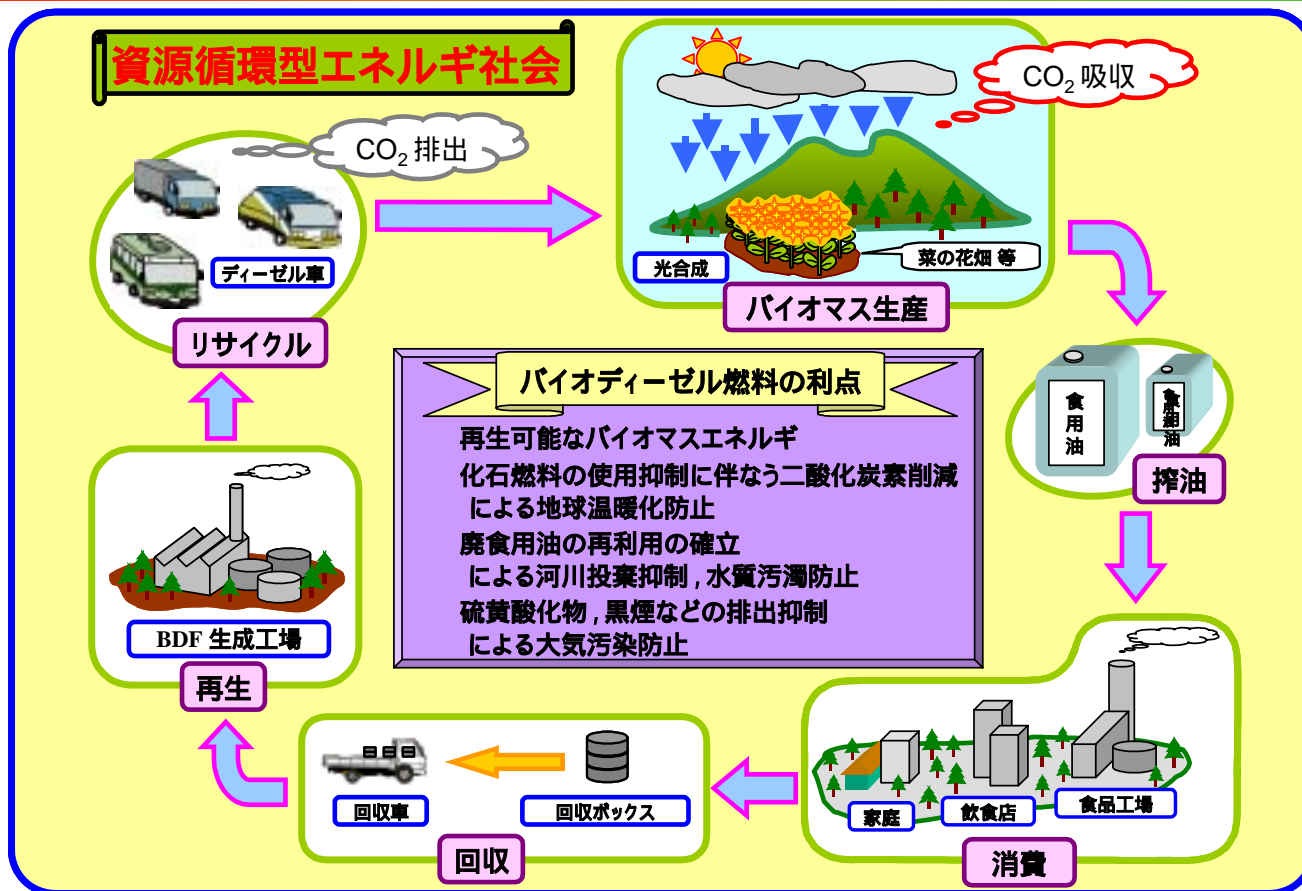 資源循環型エネルギ社会
CO₂ 排出
CO₂ 吸収
ディーゼル車
リサイクル
光合成
菜の花畑 等
バイオマス生産
食用油
搾油
バイオディーゼル燃料の利点
再生可能なバイオマスエネルギ
化石燃料の使用抑制に伴なう二酸化炭素削減
による地球温暖化防止
廃食用油の再利用の確立
による河川投棄抑制 , 水質汚濁防止
硫黄酸化物 , 黒煙などの排出抑制
による大気汚染防止
BDF 生成工場
再生
回収車
回収ボックス
回収
家庭
飲食店
食品工場
消費